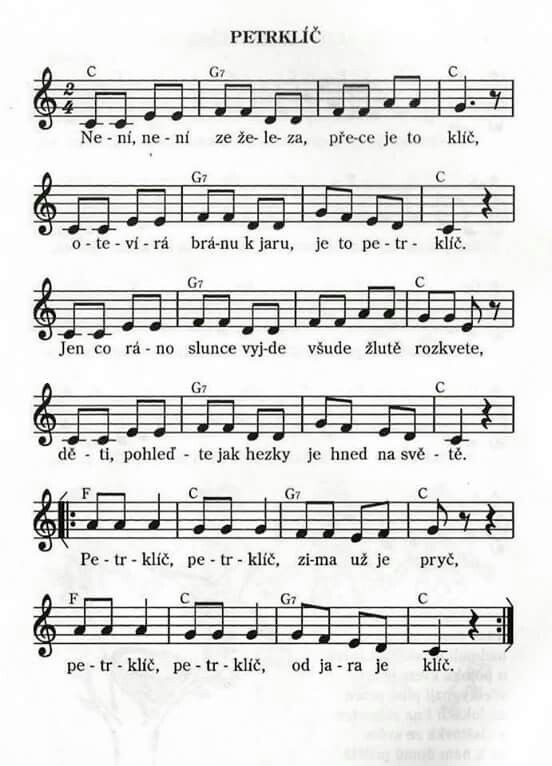 PETRKLÍČ
C G7 C
2
4
Ne - ní, ne - ní ze že - le - za, pře-ce je to klíč,
G7 C
o - te - ví - rá brá-nu k jaru, je to pe - tr - klíč.
G7 C
Jen co rá - no slunce vyj-de všude žlutě rozkvete,
G7 C
dě - ti, pohleď - te jak hezky je hned na svě - tě.
F C G7 C
Pe - tr - klíč, pe - tr - klíč, zi-ma už je pryč,
F C G7 C
pe - tr - klíč, pe - tr - klíč, od ja - ra je klíč.